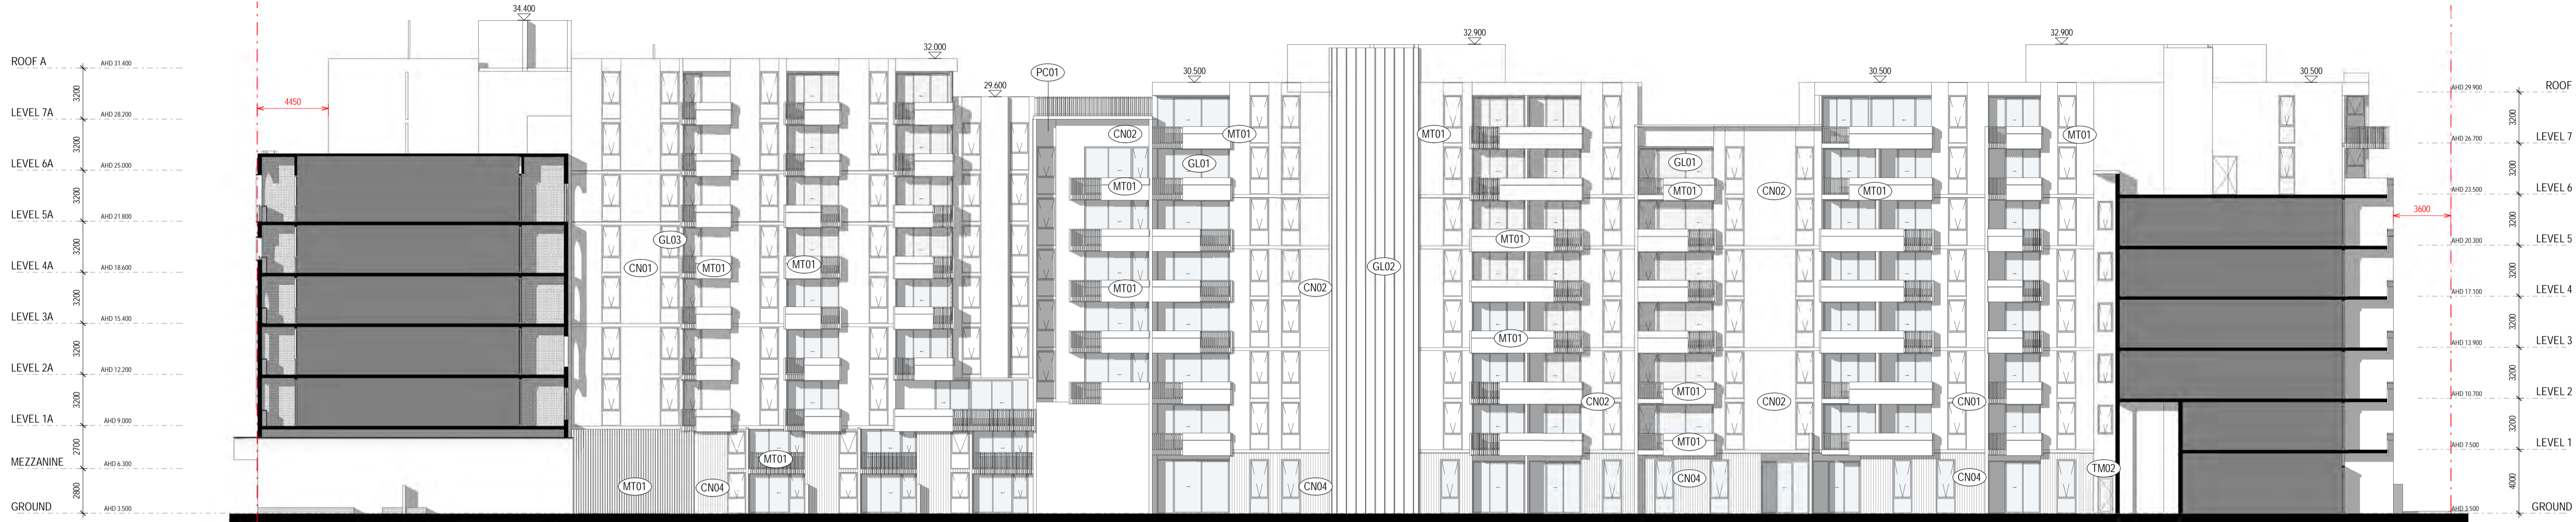 34.400
32.000
29.600
30.500
32.900
30.500
32.900
30.500
ROOF A
AHD 31.400
3200
LEVEL 7A
AHD 28.200
3200
LEVEL 6A
AHD 25.000
3200
LEVEL 5A
AHD 21.800
3200
LEVEL 4A
AHD 18.600
3200
LEVEL 3A
AHD 15.400
3200
LEVEL 2A
AHD 12.200
3200
LEVEL 1A
AHD 9.000
2700
MEZZANINE
AHD 6.300
2800
GROUND
AHD 3.500
4450
PC01
CN02
MT01
MT01
MT01
GL01
GL01
MT01
MT01
CN02
MT01
GL03
CN01
MT01
MT01
MT01
GL02
CN02
MT01
MT01
CN02
MT01
CN02
CN01
MT01
MT01
MT01
CN04
CN04
CN04
CN04
TM02
3600
AHD 29.900
ROOF
3200
AHD 26.700
LEVEL 7
3200
AHD 23.500
LEVEL 6
3200
AHD 20.300
LEVEL 5
3200
AHD 17.100
LEVEL 4
3200
AHD 13.900
LEVEL 3
3200
AHD 10.700
LEVEL 2
3200
AHD 7.500
LEVEL 1
4000
AHD 3.500
GROUND